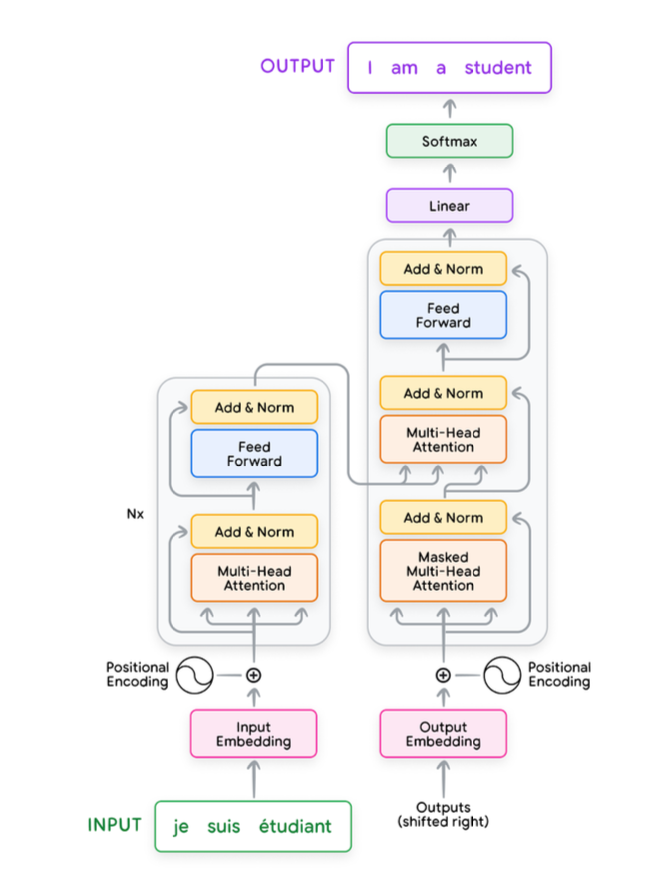 OUTPUT
I am a student
Softmax
Linear
Add & Norm
Feed
Forward
Add & Norm
Multi-Head
Attention
Add & Norm
Masked
Multi-Head
Attention
Add & Norm
Feed
Forward
Nx
Add & Norm
Multi-Head
Attention
Positional
Encoding
Positional
Encoding
Input
Embedding
Output
Embedding
INPUT
je suis étudiant
Outputs
(shifted right)